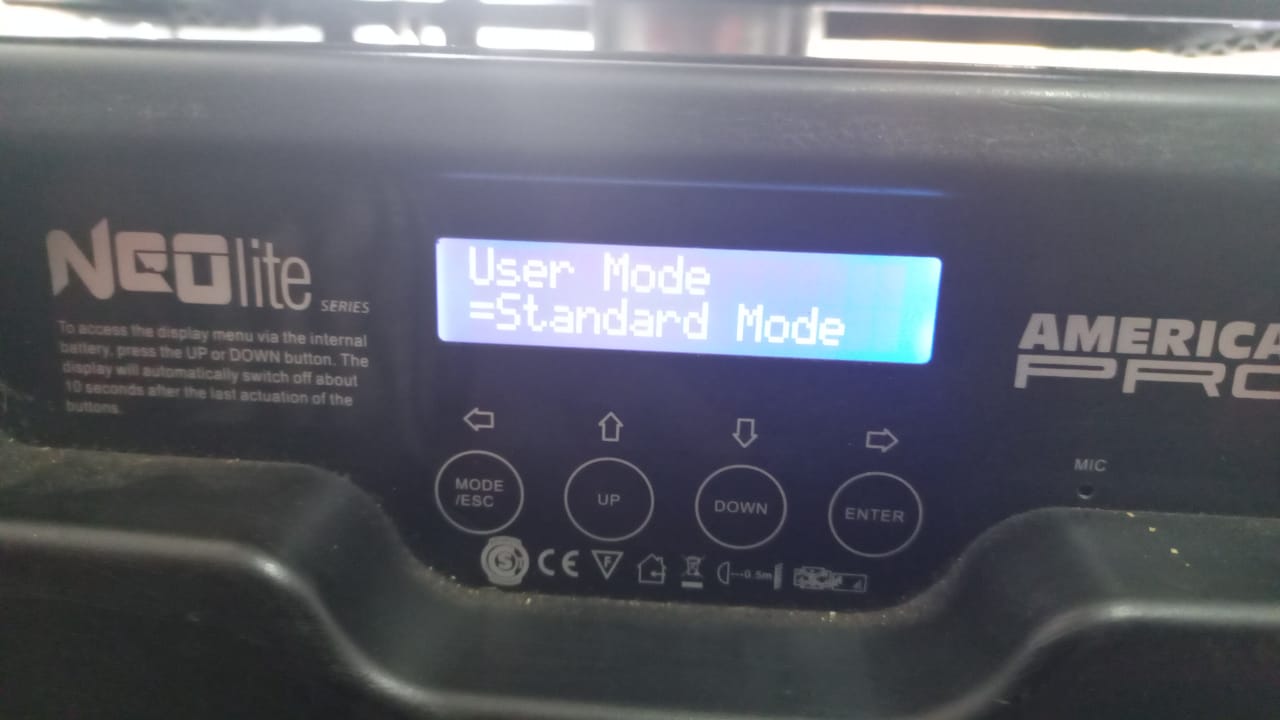 NEOlite SERIES
To access the display menu via the internal
battery, press the UP or DOWN button. The
display will automatically switch off about
10 seconds after the last actuation of the
buttons.
User Mode
=Standard Mode
MODE
/ESC
UP
DOWN
ENTER
CE
F
0.5m
AMERICA
PRO
MIC